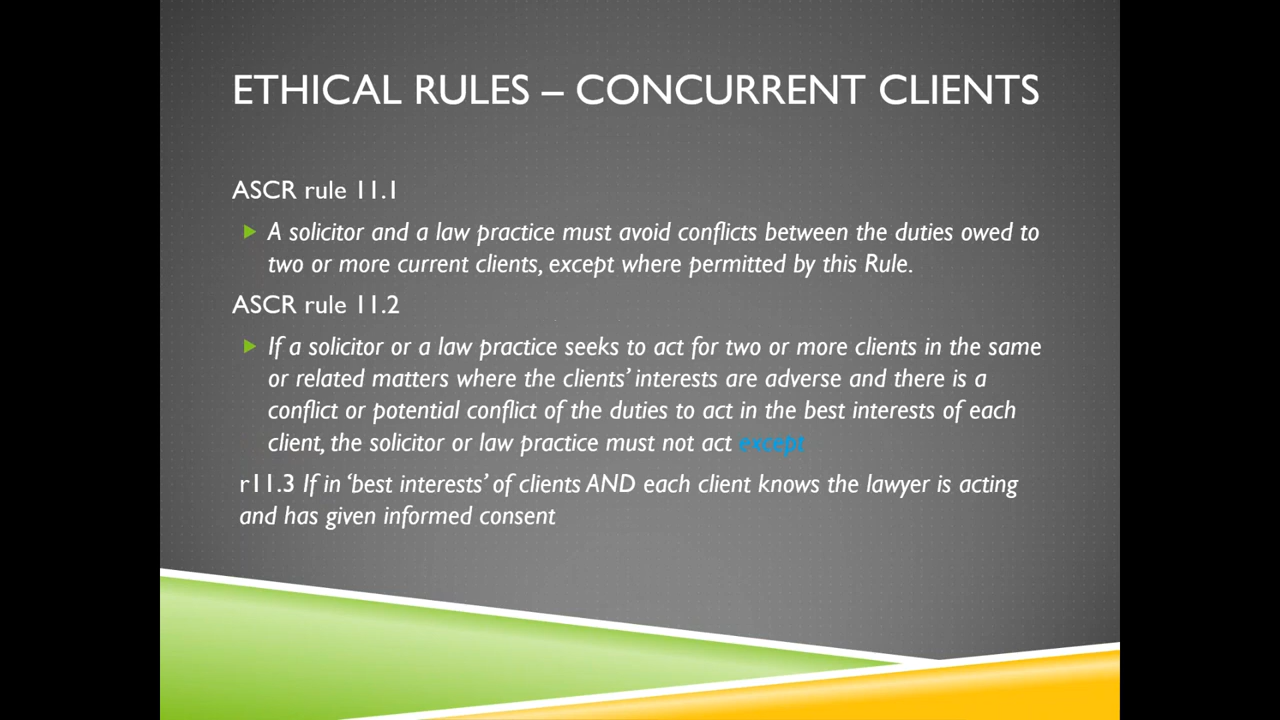 ETHICAL RULES – CONCURRENT CLIENTS
ASCR rule 11.1
A solicitor and a law practice must avoid conflicts between the duties owed to
two or more current clients, except where permitted by this Rule.
ASCR rule 11.2
If a solicitor or a law practice seeks to act for two or more clients in the same
or related matters where the clients’ interests are adverse and there is a
conflict or potential conflict of the duties to act in the best interests of each
client, the solicitor or law practice must not act except
r11.3 If in ‘best interests’ of clients AND each client knows the lawyer is acting
and has given informed consent